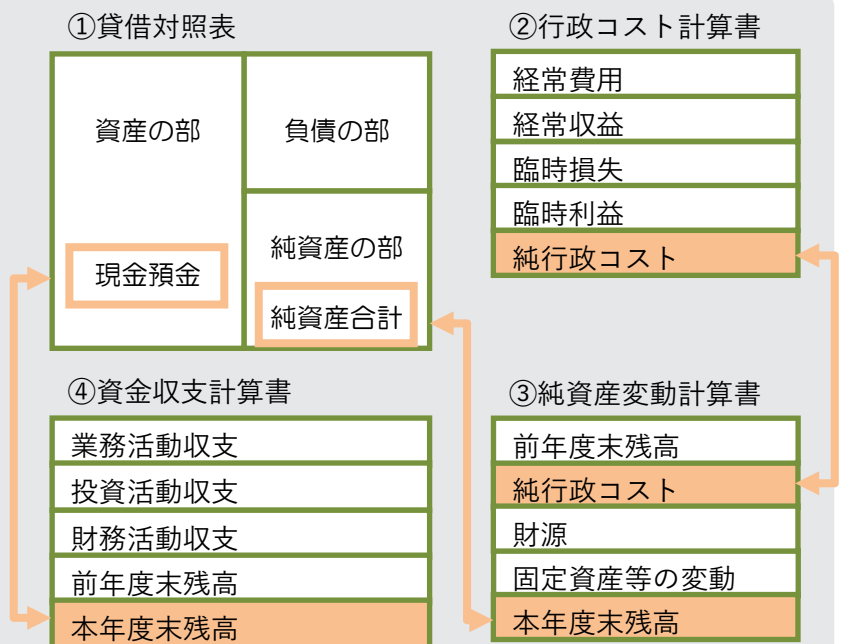 ①貸借対照表
資産の部
現金預金
負債の部
純資産の部
純資産合計
②行政コスト計算書
経常費用
経常収益
臨時損失
臨時利益
純行政コスト
④資金収支計算書
業務活動収支
投資活動収支
財務活動収支
前年度末残高
本年度末残高
③純資産変動計算書
前年度末残高
純行政コスト
財源
固定資産等の変動
本年度末残高